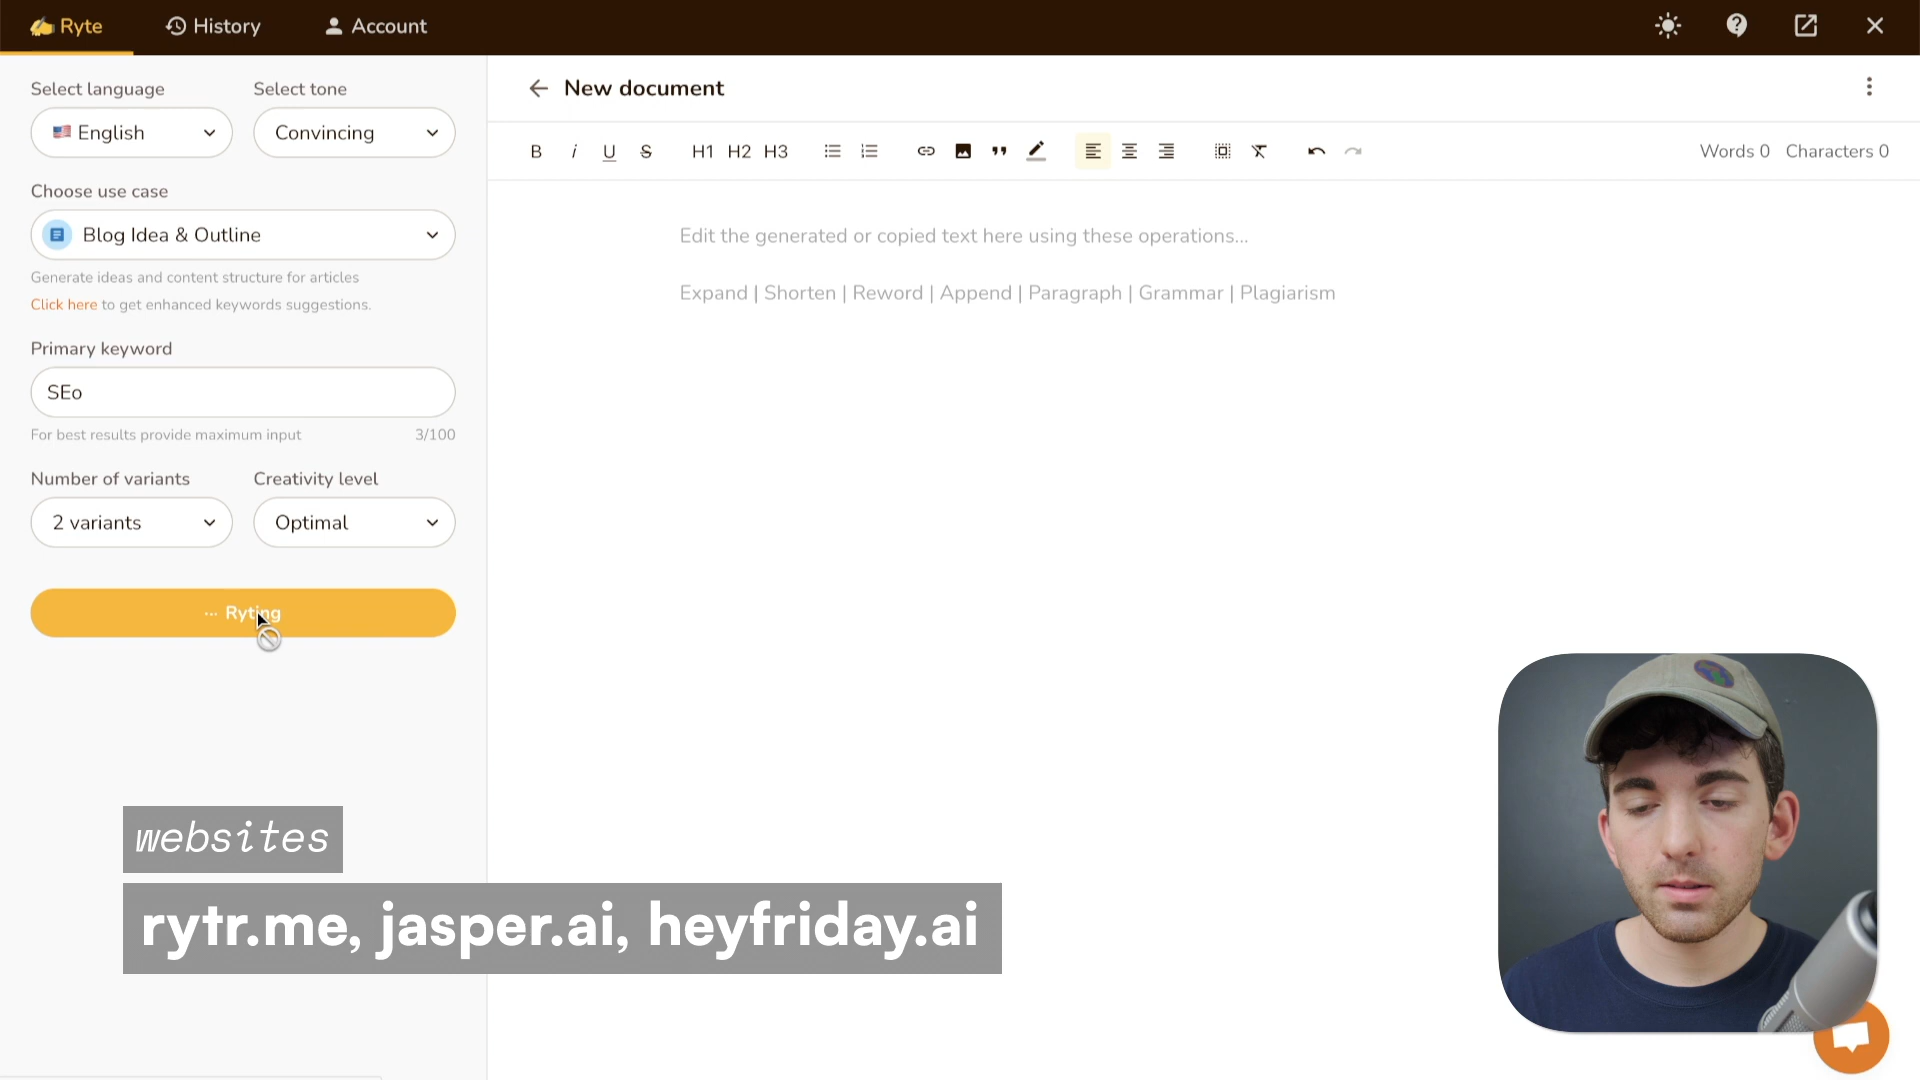 Ryte
History
Account
Select language
Select tone
English
Convincing
Choose use case
Blog Idea & Outline
Generate ideas and content structure for articles
Click here to get enhanced keywords suggestions.
Primary keyword
SEo
For best results provide maximum input
3/100
Number of variants
Creativity level
2 variants
Optimal
··· Ryting
New document
B i U S H1 H2 H3
Words 0 Characters 0
Edit the generated or copied text here using these operations...
Expand | Shorten | Reword | Append | Paragraph | Grammar | Plagiarism
websites
rytr.me, jasper.ai, heyfriday.ai